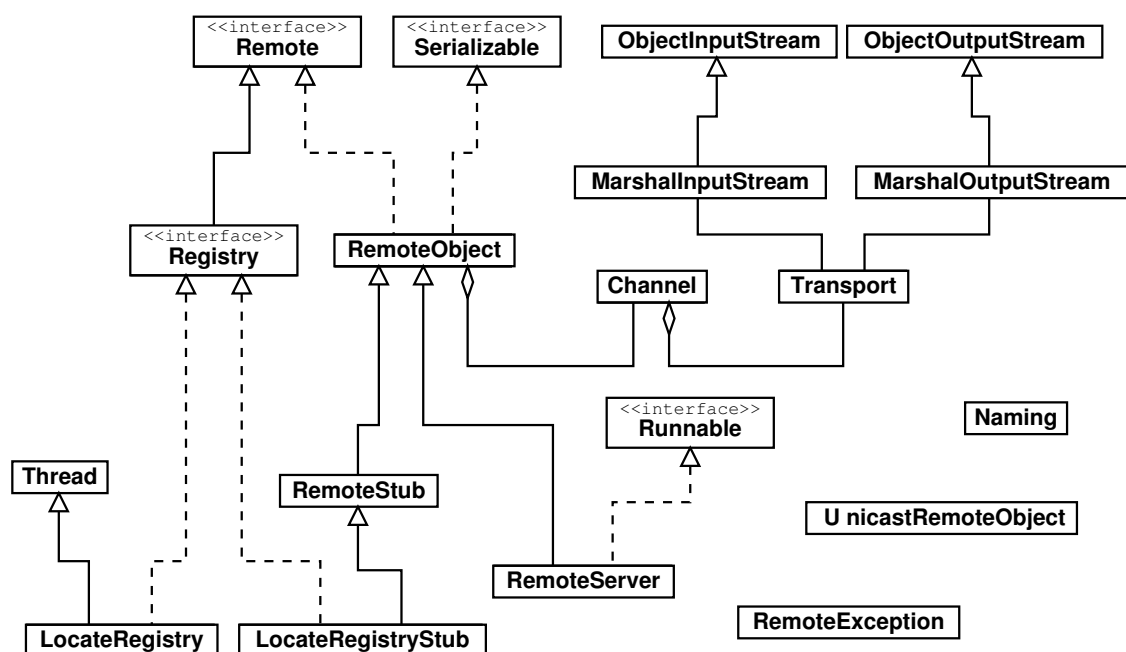 <<interface>>
Remote
<<interface>>
Serializable
ObjectInputStream
ObjectOutputStream
MarshalInputStream
MarshalOutputStream
<<interface>>
Registry
RemoteObject
Channel
Transport
<<interface>>
Runnable
Naming
Thread
RemoteStub
U nicastRemoteObject
RemoteServer
RemoteException
LocateRegistry
LocateRegistryStub